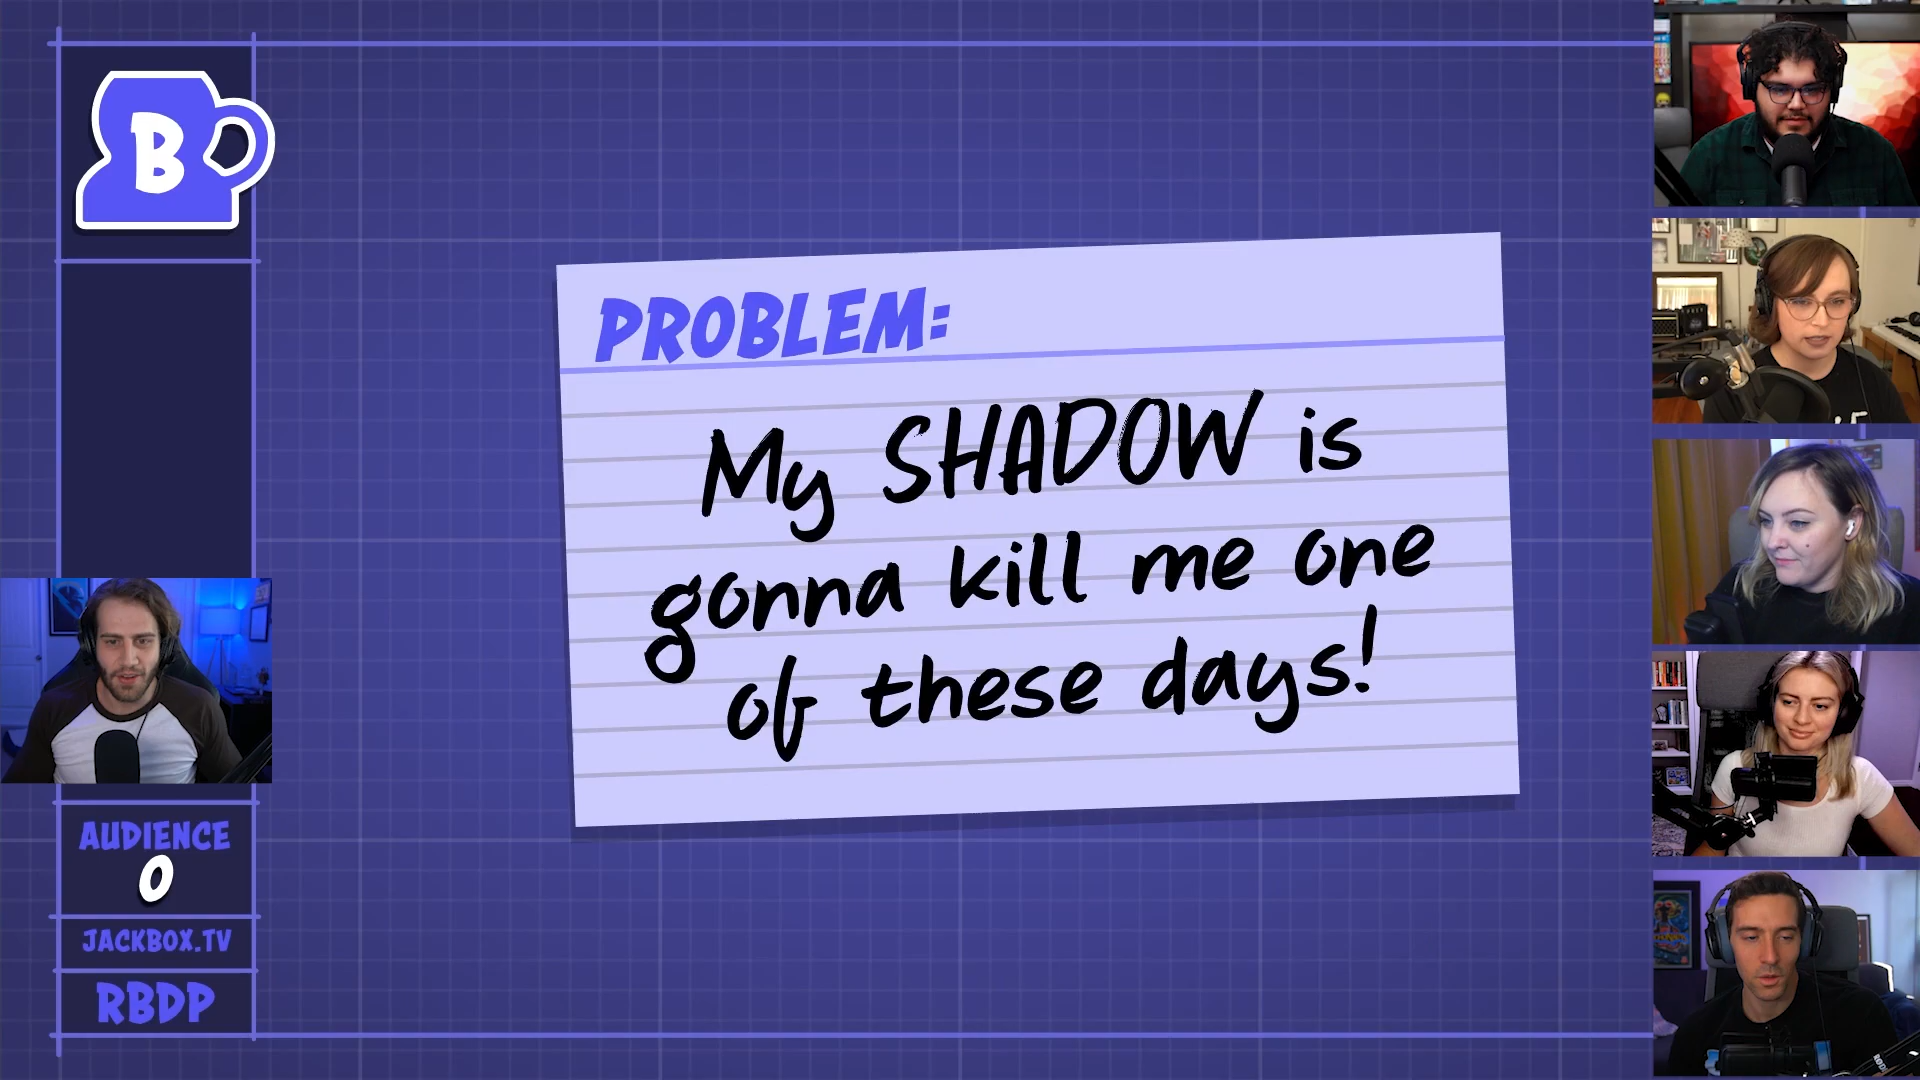 B
PROBLEM:
My SHADOW is
gonna kill me one
of these days!
AUDIENCE
0
JACKBOX.TV
RBDP